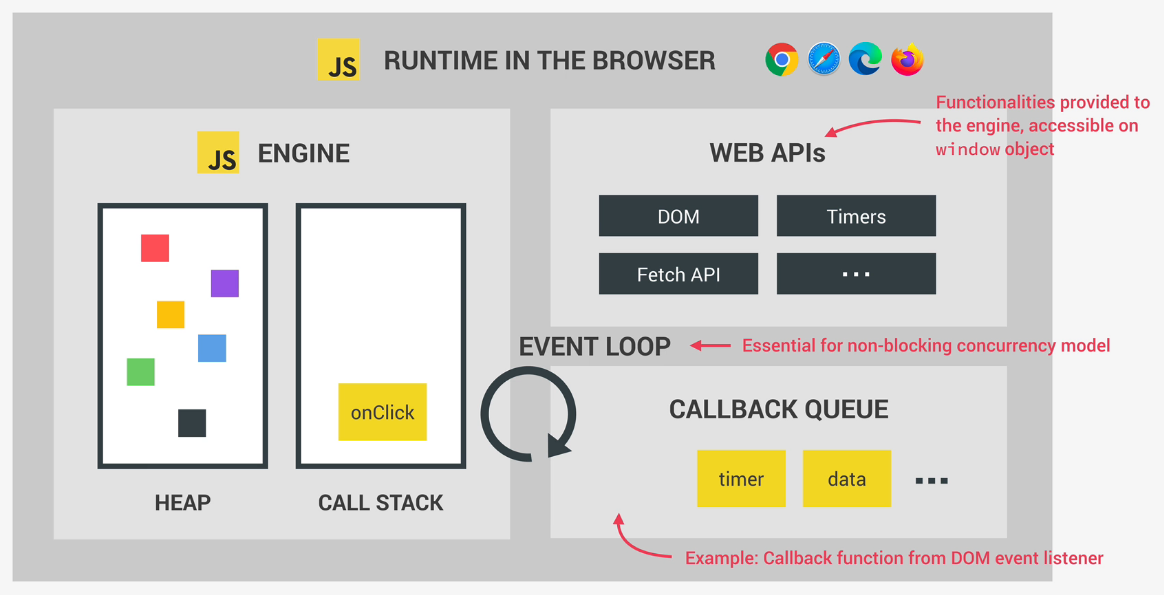 JS RUNTIME IN THE BROWSER
Functionalities provided to
the engine, accessible on
window object
JS ENGINE
WEB APIs
DOM
Timers
Fetch API
...
EVENT LOOP
Essential for non-blocking concurrency model
onClick
HEAP
CALL STACK
CALLBACK QUEUE
timer
data
...
Example: Callback function from DOM event listener